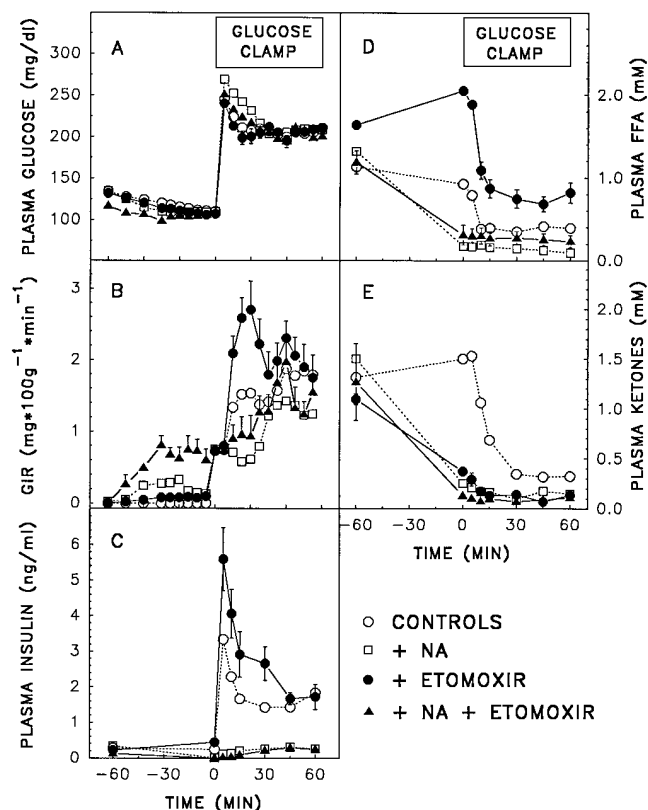 A
GLUCOSE
CLAMP
PLASMA GLUCOSE (mg/dl)
300
250
200
150
100
B
GIR (mg*100g⁻¹*min⁻¹)
3
2
1
0
C
PLASMA INSULIN (ng/ml)
6
5
4
3
2
1
0
−60 −30 0 30 60
TIME (MIN)
D
GLUCOSE
CLAMP
PLASMA FFA (mM)
2.0
1.0
0.0
E
PLASMA KETONES (mM)
2.0
1.5
1.0
0.5
0.0
−60 −30 0 30 60
TIME (MIN)
CONTROLS
+ NA
+ ETOMOXIR
+ NA + ETOMOXIR